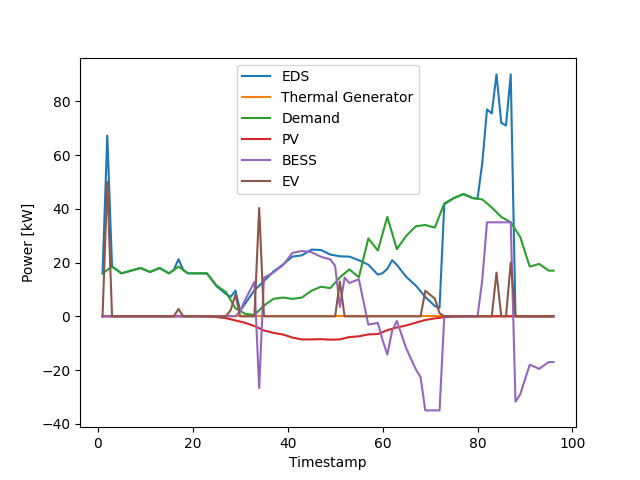 EDS
Thermal Generator
Demand
PV
BESS
EV
Power [kW]
80
60
40
20
0
−20
−40
0 20 40 60 80 100
Timestamp